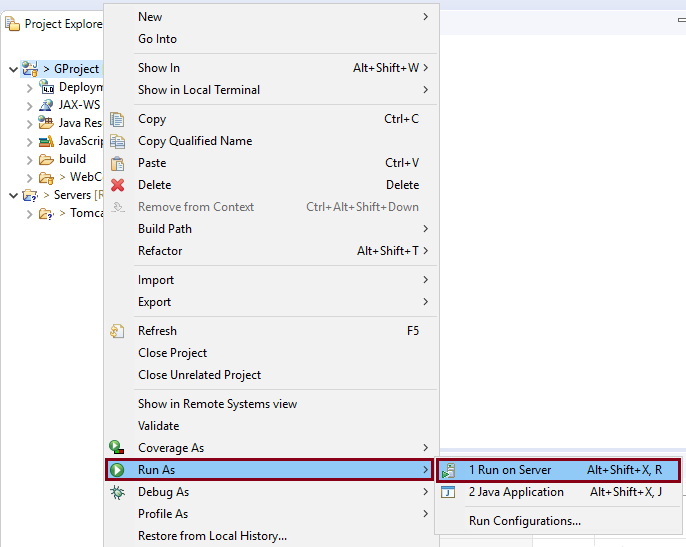 Project Explore
> GProject
Deploym
JAX-WS
Java Res
JavaScrip
build
> WebCo
> Servers [R
> Tomca
New
Go Into
Show In Alt+Shift+W
Show in Local Terminal
Copy Ctrl+C
Copy Qualified Name
Paste Ctrl+V
Delete Delete
Remove from Context Ctrl+Alt+Shift+Down
Build Path
Refactor Alt+Shift+T
Import
Export
Refresh F5
Close Project
Close Unrelated Project
Show in Remote Systems view
Validate
Coverage As
Run As
Debug As
Profile As
Restore from Local History...
1 Run on Server Alt+Shift+X, R
2 Java Application Alt+Shift+X, J
Run Configurations...